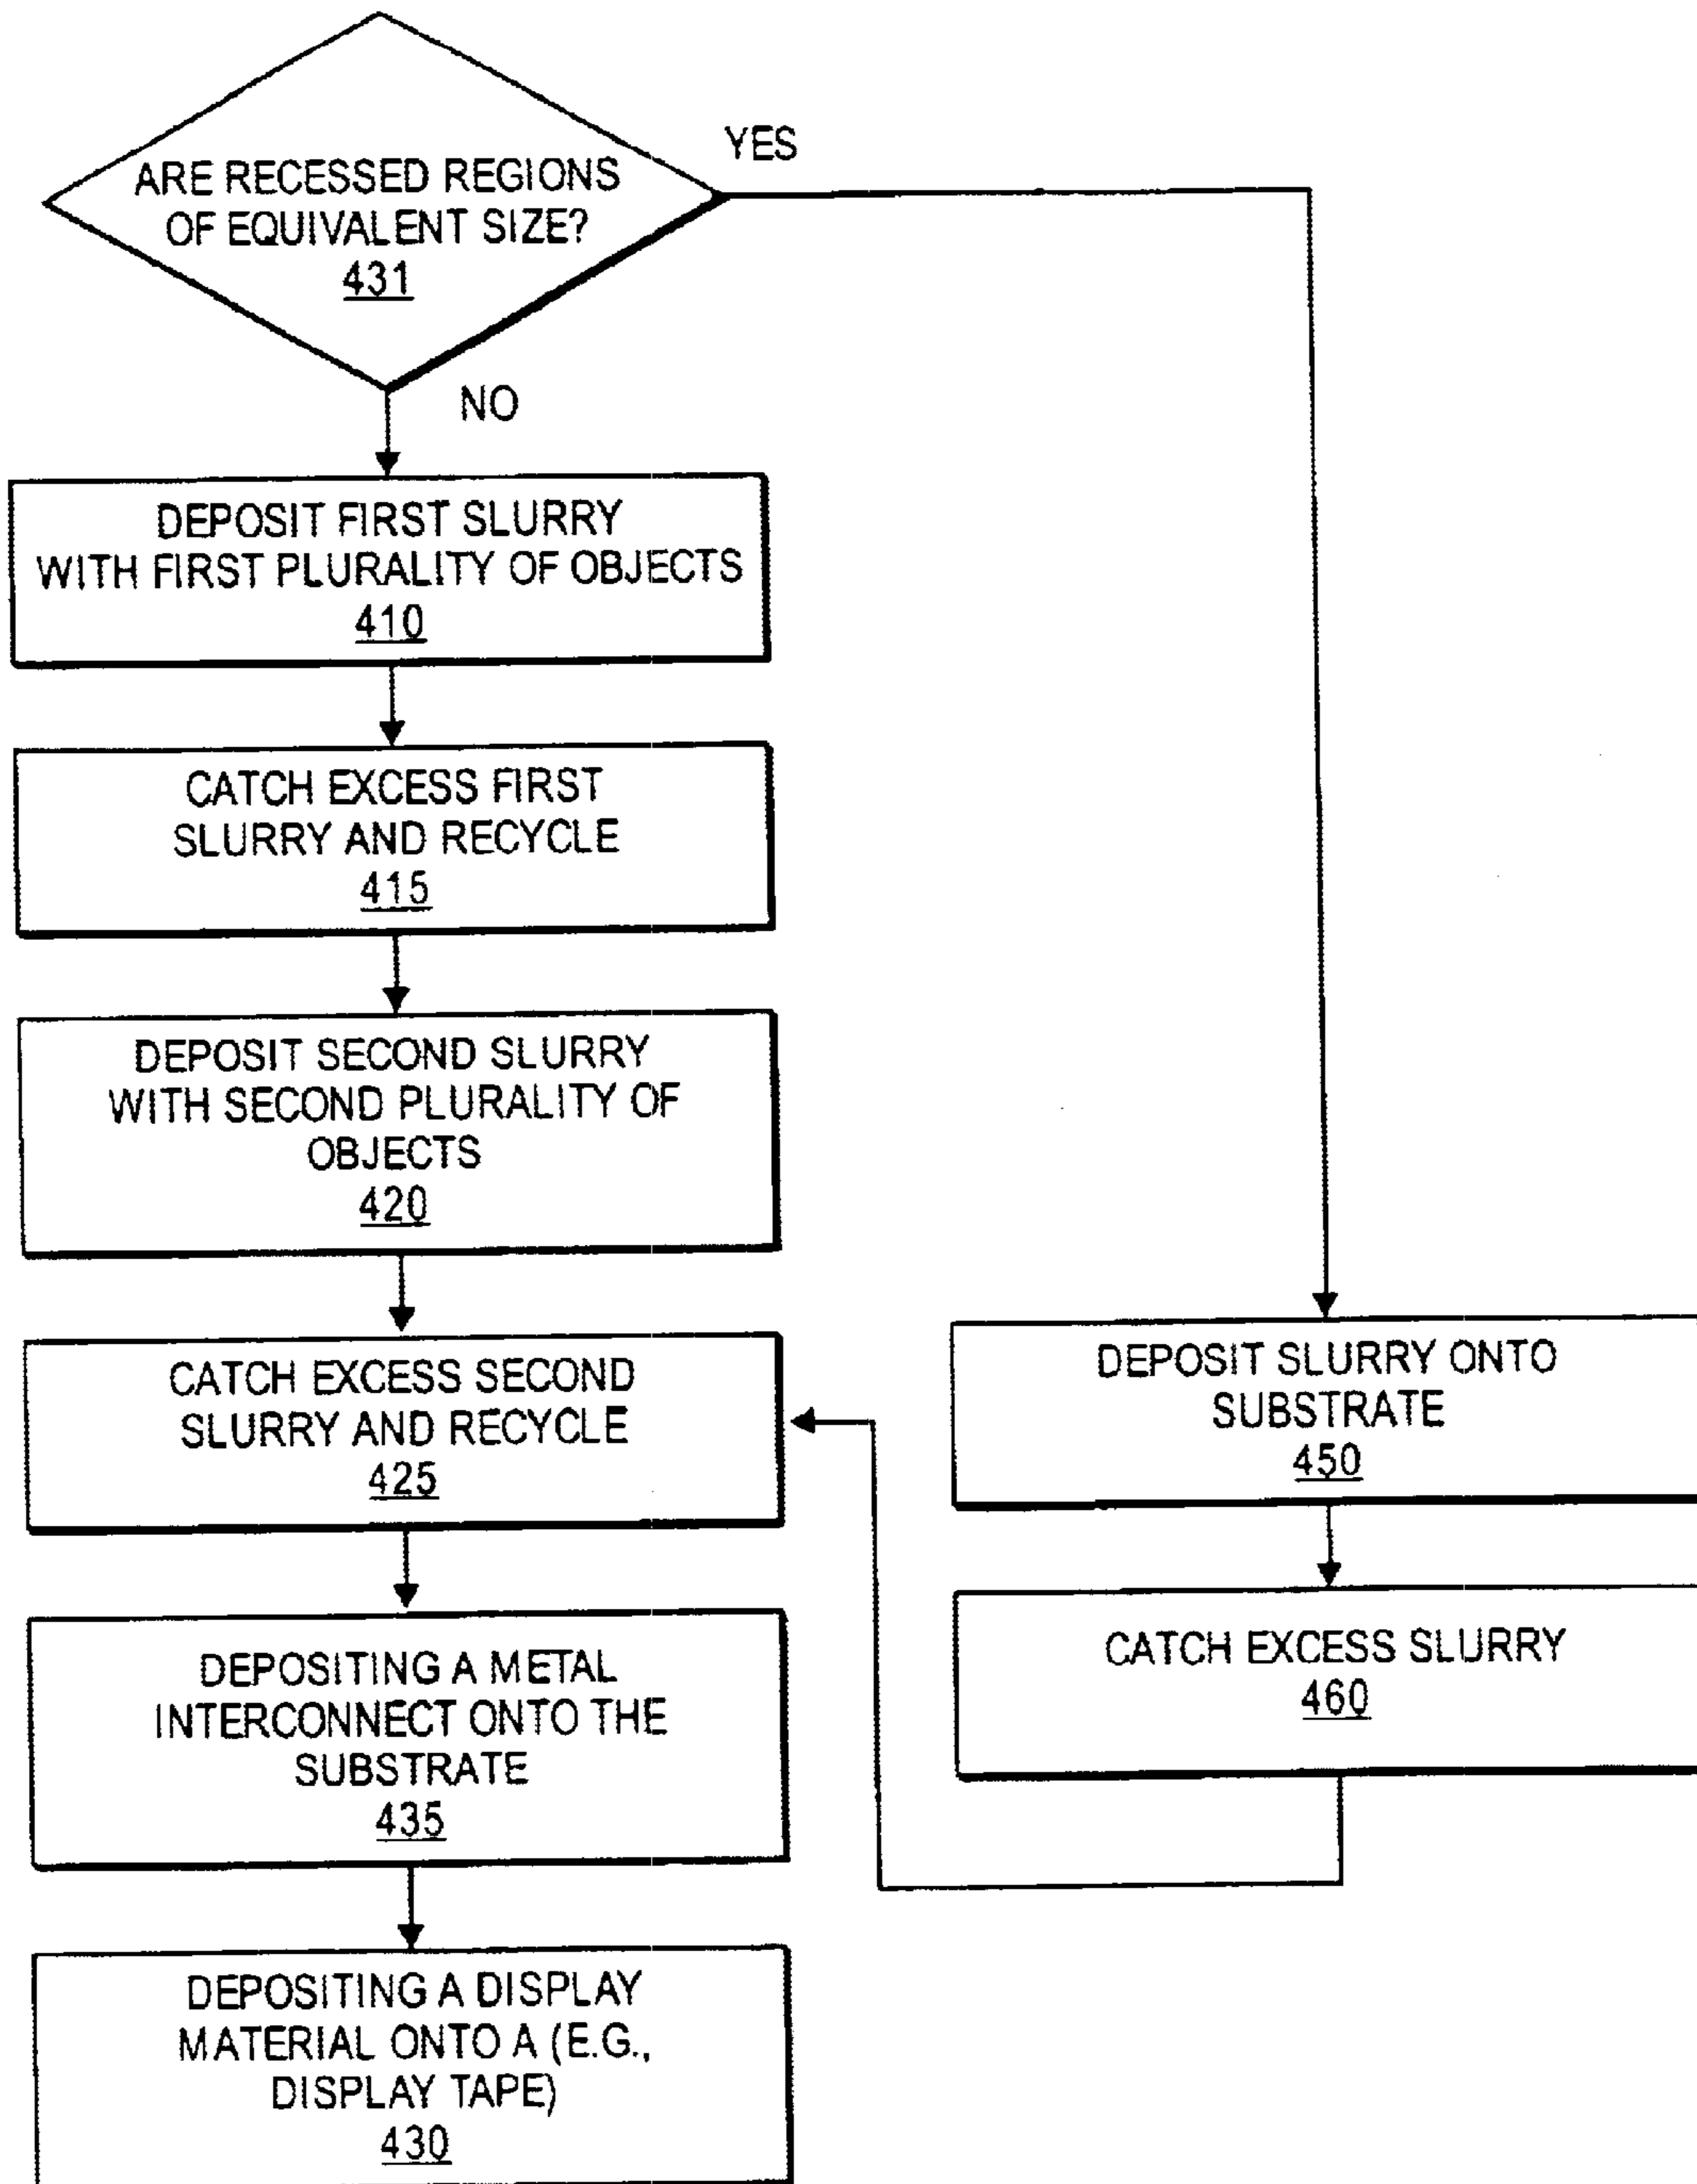 ARE RECESSED REGIONS
OF EQUIVALENT SIZE?
431
YES
NO
DEPOSIT FIRST SLURRY
WITH FIRST PLURALITY OF OBJECTS
410
CATCH EXCESS FIRST
SLURRY AND RECYCLE
415
DEPOSIT SECOND SLURRY
WITH SECOND PLURALITY OF
OBJECTS
420
CATCH EXCESS SECOND
SLURRY AND RECYCLE
425
DEPOSITING A METAL
INTERCONNECT ONTO THE
SUBSTRATE
435
DEPOSITING A DISPLAY
MATERIAL ONTO A (E.G.,
DISPLAY TAPE)
430
DEPOSIT SLURRY ONTO
SUBSTRATE
450
CATCH EXCESS SLURRY
460